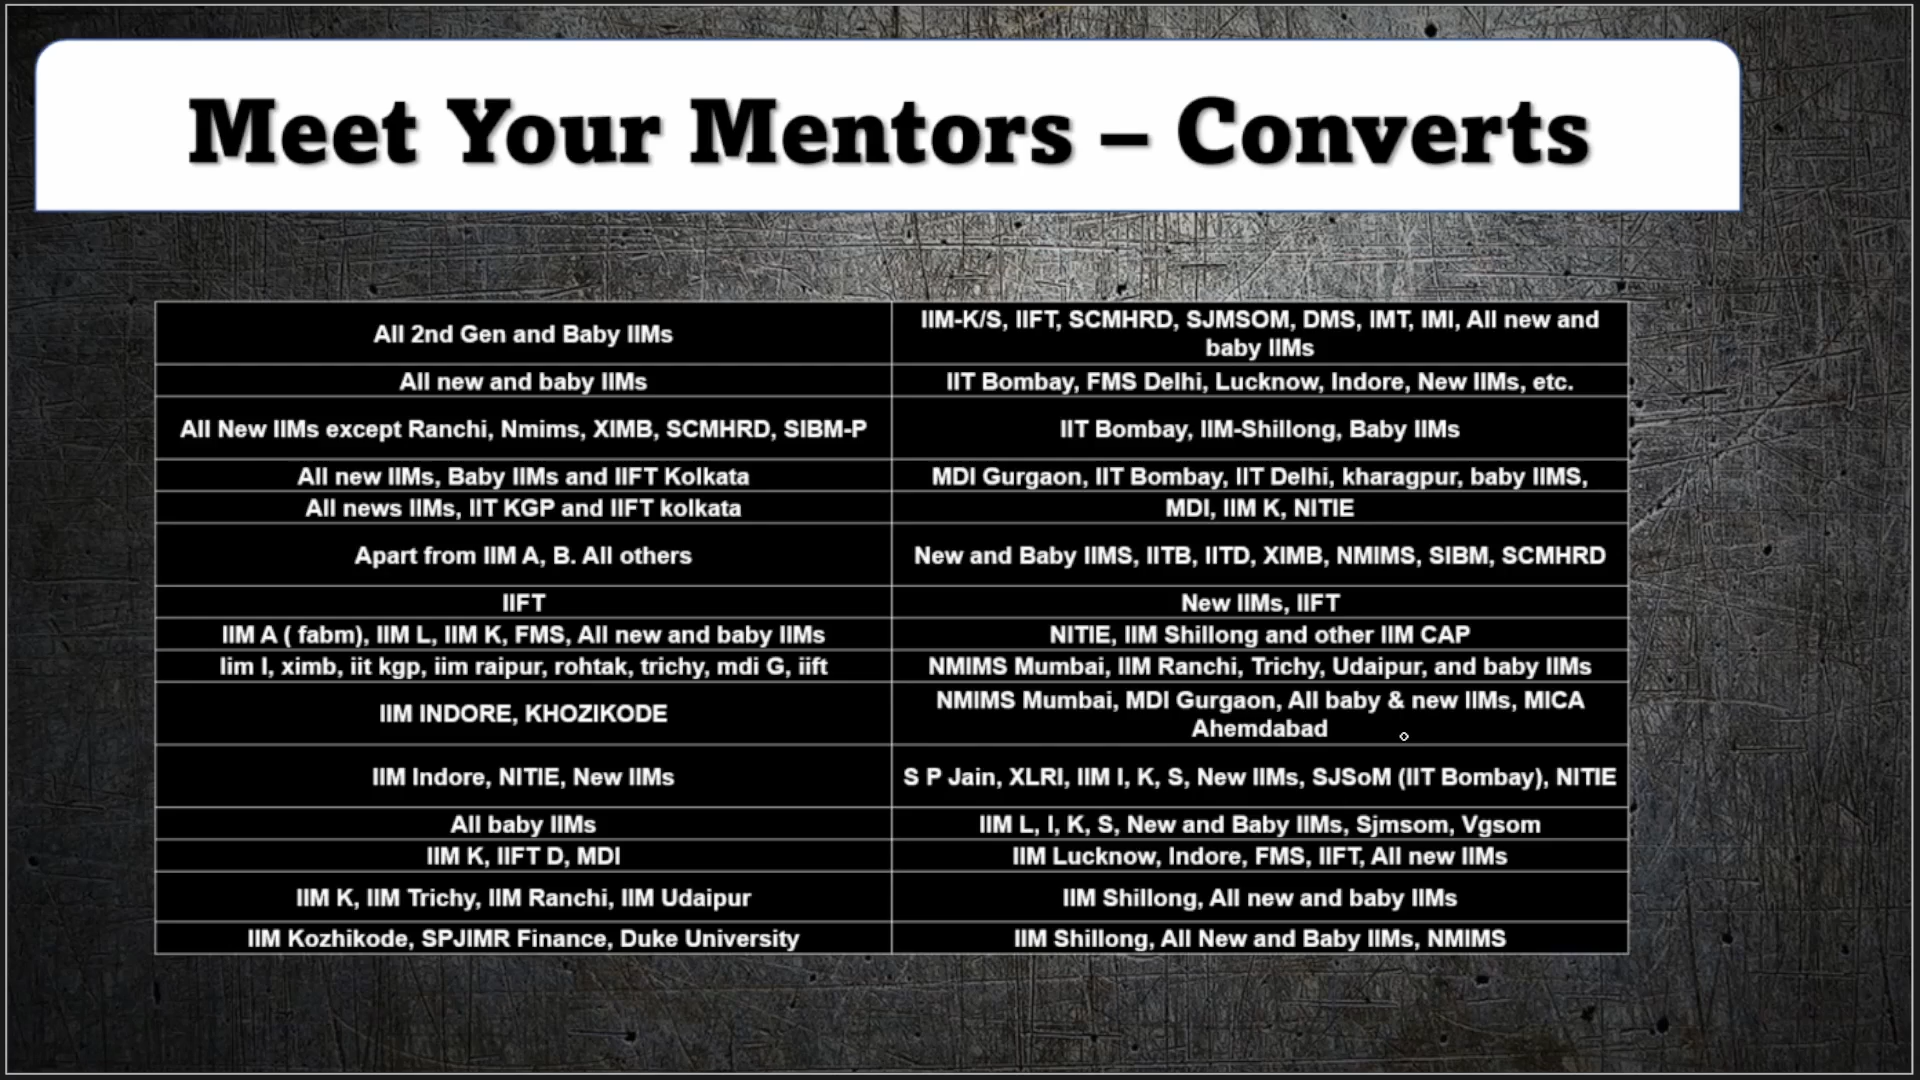 Meet Your Mentors – Converts
All 2nd Gen and Baby IIMs
IIM-K/S, IIFT, SCMHRD, SJMSOM, DMS, IMT, IMI, All new and
baby IIMs
All new and baby IIMs
IIT Bombay, FMS Delhi, Lucknow, Indore, New IIMs, etc.
All New IIMs except Ranchi, Nmims, XIMB, SCMHRD, SIBM-P
IIT Bombay, IIM-Shillong, Baby IIMs
All new IIMs, Baby IIMs and IIFT Kolkata
MDI Gurgaon, IIT Bombay, IIT Delhi, kharagpur, baby IIMS,
All news IIMs, IIT KGP and IIFT kolkata
MDI, IIM K, NITIE
Apart from IIM A, B. All others
New and Baby IIMS, IITB, IITD, XIMB, NMIMS, SIBM, SCMHRD
IIFT
New IIMs, IIFT
IIM A ( fabm), IIM L, IIM K, FMS, All new and baby IIMs
NITIE, IIM Shillong and other IIM CAP
Iim I, ximb, iit kgp, iim raipur, rohtak, trichy, mdi G, iift
NMIMS Mumbai, IIM Ranchi, Trichy, Udaipur, and baby IIMs
IIM INDORE, KHOZIKODE
NMIMS Mumbai, MDI Gurgaon, All baby & new IIMs, MICA
Ahemdabad
IIM Indore, NITIE, New IIMs
S P Jain, XLRI, IIM I, K, S, New IIMs, SJSoM (IIT Bombay), NITIE
All baby IIMs
IIM L, I, K, S, New and Baby IIMs, Sjmsom, Vgsom
IIM K, IIFT D, MDI
IIM Lucknow, Indore, FMS, IIFT, All new IIMs
IIM K, IIM Trichy, IIM Ranchi, IIM Udaipur
IIM Shillong, All new and baby IIMs
IIM Kozhikode, SPJIMR Finance, Duke University
IIM Shillong, All New and Baby IIMs, NMIMS